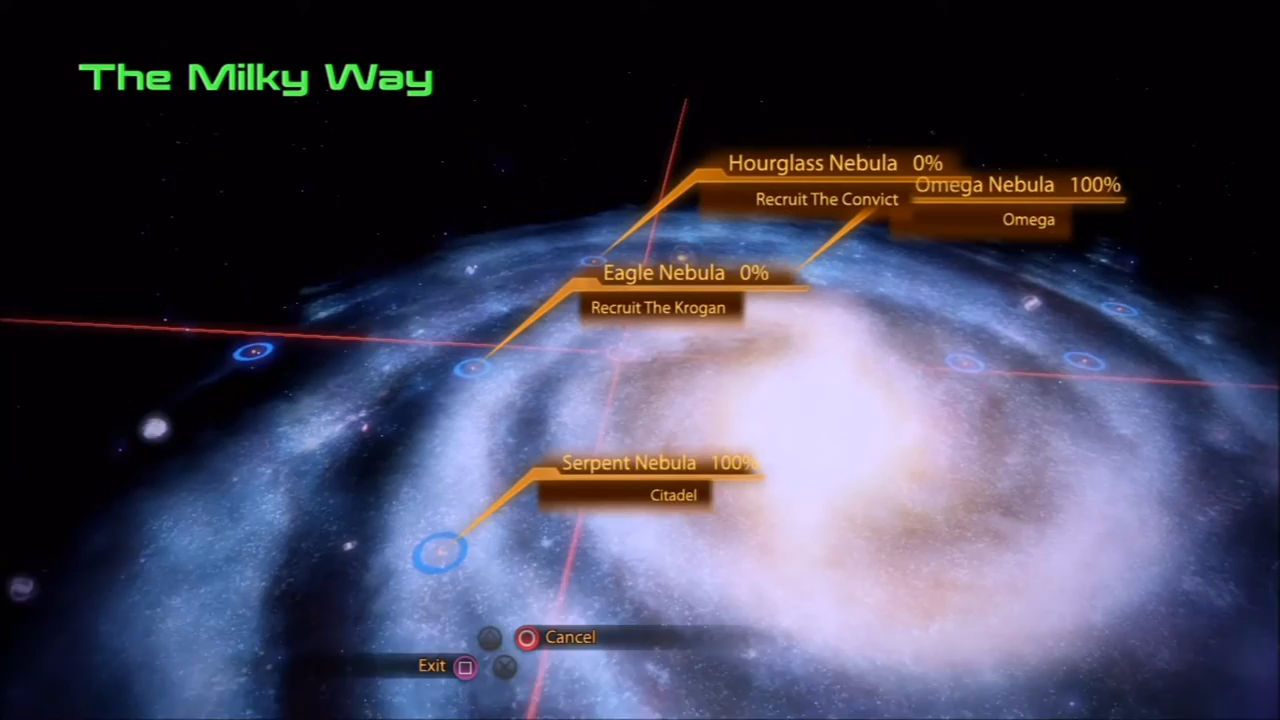 The Milky Way
Hourglass Nebula 0%
Recruit The Convict
Omega Nebula 100%
Omega
Eagle Nebula 0%
Recruit The Krogan
Serpent Nebula 100%
Citadel
Cancel
Exit